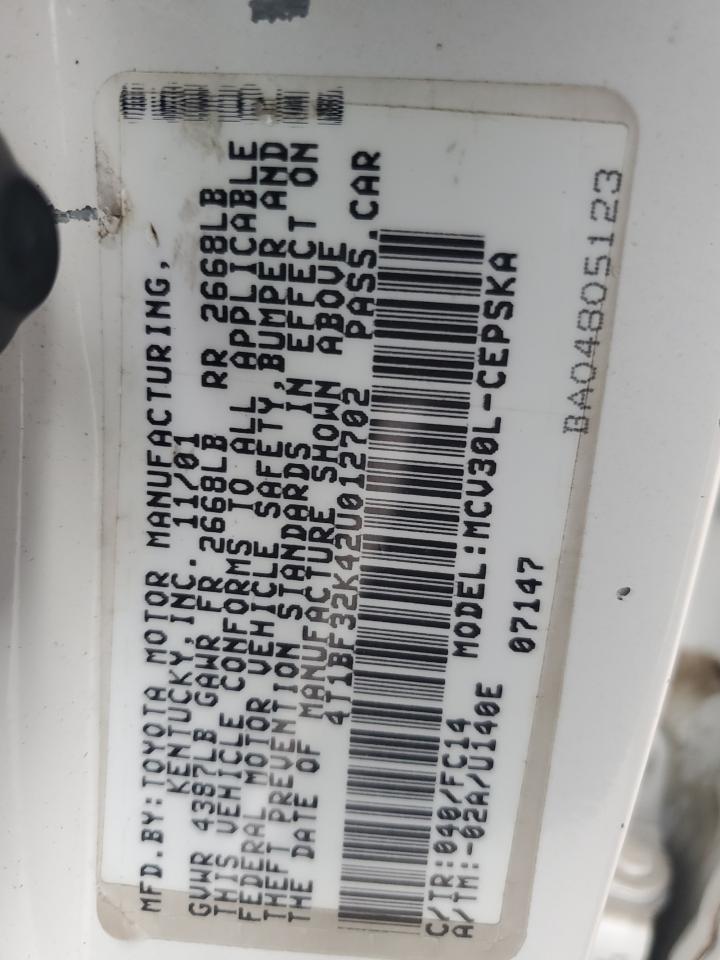 MFD.BY:TOYOTA MOTOR MANUFACTURING,
KENTUCKY,INC. 11/01
GVWR 4387LB GAWR FR 2668LB RR 2668LB
THIS VEHICLE CONFORMS TO ALL APPLICABLE
FEDERAL MOTOR VEHICLE SAFETY,BUMPER AND
THEFT PREVENTION STANDARDS IN EFFECT ON
THE DATE OF MANUFACTURE SHOWN ABOVE
4T1BF32K42U012702 PASS.CAR
C/TR:040/FC14 MODEL:MCV30L-CEPSKA
A/TM:-02A/U140E 07147
BA04805123